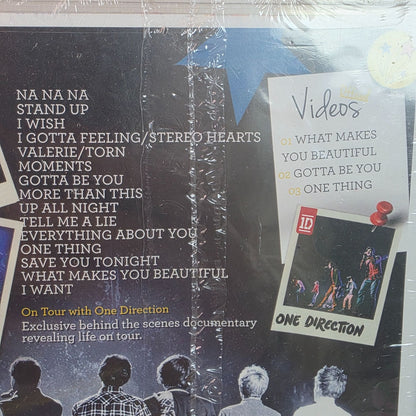 NA NA NA
STAND UP
I WISH
I GOTTA FEELING/STEREO HEARTS
VALERIE/TORN
MOMENTS
GOTTA BE YOU
MORE THAN THIS
UP ALL NIGHT
TELL ME A LIE
EVERYTHING ABOUT YOU
ONE THING
SAVE YOU TONIGHT
WHAT MAKES YOU BEAUTIFUL
I WANT
On Tour with One Direction
Exclusive behind the scenes documentary
revealing life on tour.
Videos
01 WHAT MAKES
YOU BEAUTIFUL
02 GOTTA BE YOU
03 ONE THING
1D
ONE DIRECTION